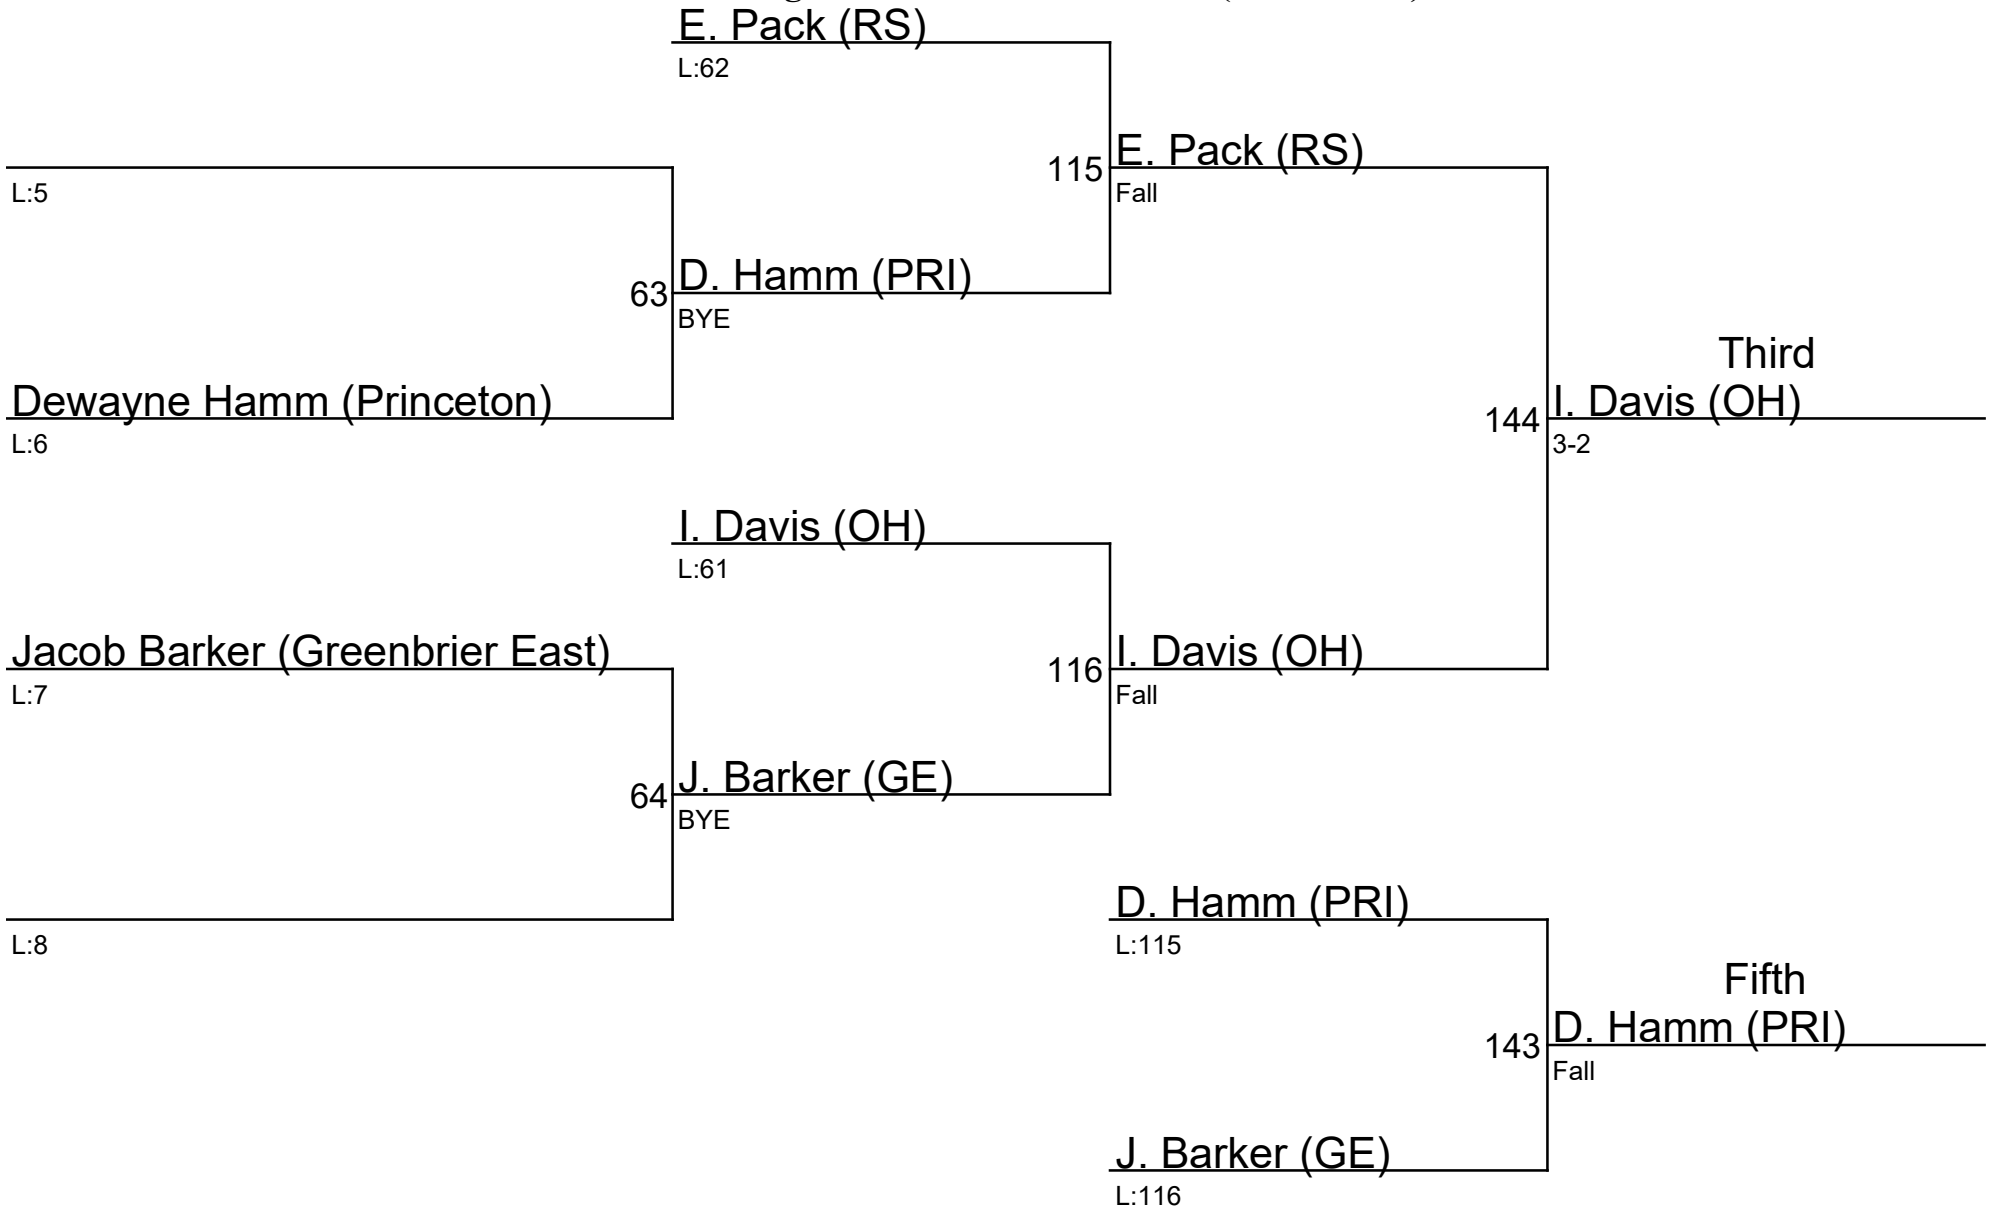 E. Pack (RS)
L:62
115
E. Pack (RS)
Fall
L:5
63
D. Hamm (PRI)
BYE
Dewayne Hamm (Princeton)
L:6
Third
144
I. Davis (OH)
3-2
I. Davis (OH)
L:61
Jacob Barker (Greenbrier East)
L:7
116
I. Davis (OH)
Fall
64
J. Barker (GE)
BYE
L:8
D. Hamm (PRI)
L:115
Fifth
143
D. Hamm (PRI)
Fall
J. Barker (GE)
L:116